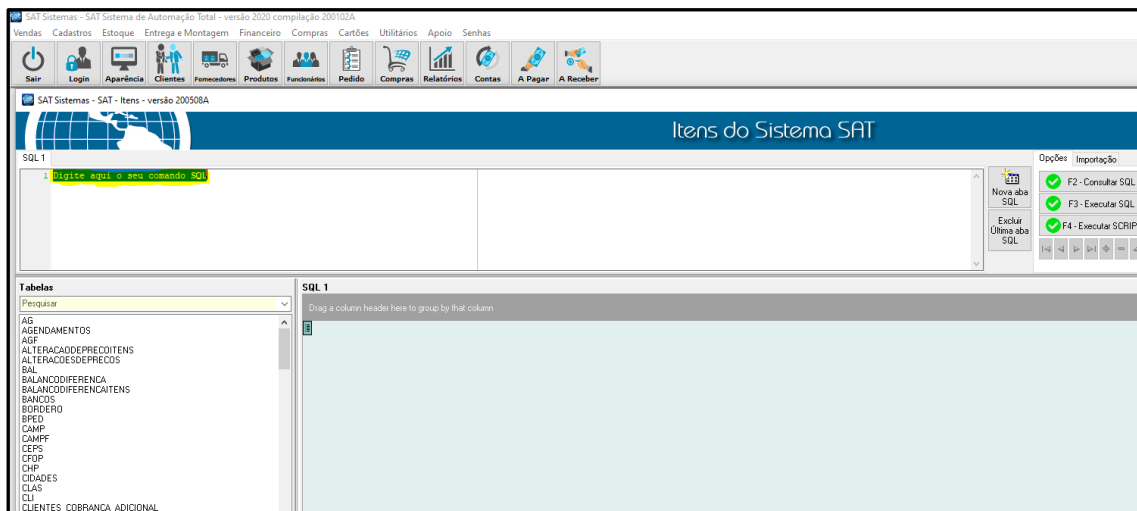 SAT Sistemas - SAT Sistema de Automação Total - versão 2020 compilação 200102A
Vendas Cadastros Estoque Entrega e Montagem Financeiro Compras Cartões Utilitários Apoio Senhas
Sair Login Aparência Clientes Fornecedores Produtos Funcionários Pedido Compras Relatórios Contas A Pagar A Receber
SAT Sistemas - SAT - Itens - versão 200508A
Itens do Sistema SAT
SQL 1
1 Digite aqui o seu comando SQL
Nova aba
SQL
Excluir
Última aba
SQL
Opções Importação
F2 - Consultar SQL
F3 - Executar SQL
F4 - Executar SCRIP
Tabelas
Pesquisar
AG
AGENDAMENTOS
AGF
ALTERACAODEPRECOITENS
ALTERACOESDEPRECOS
BAL
BALANCODIFERENCA
BALANCODIFERENCAITENS
BANCOS
BORDERO
BPED
CAMP
CAMPF
CEPS
CFOP
CHP
CIDADES
CLAS
CLI
CLIENTES_COBRANCA_ADICIONAL
SQL 1
Drag a column header here to group by that column